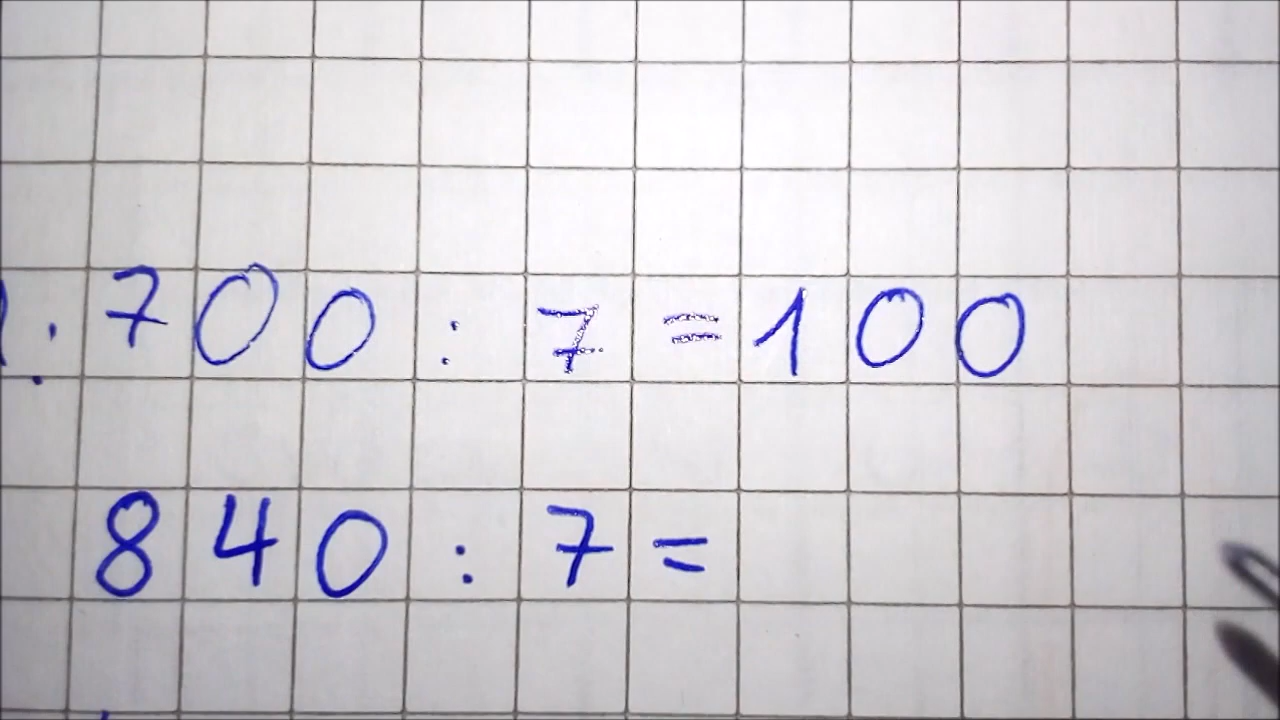 . 700 : 7 = 100
840 : 7 =